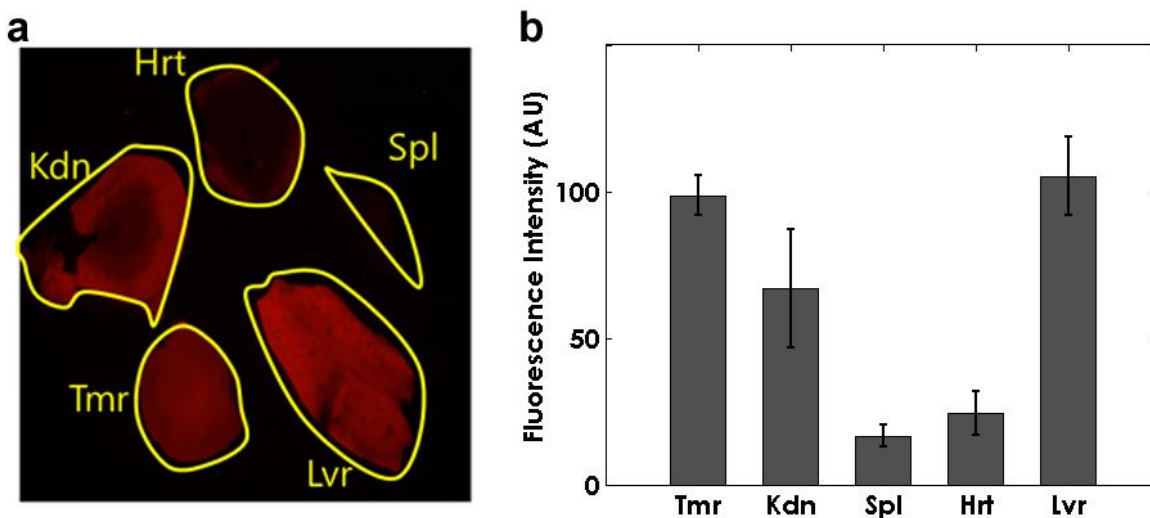 a
Hrt
Spl
Kdn
Tmr
Lvr
b
Fluorescence Intensity (AU)
100
50
0
Tmr Kdn Spl Hrt Lvr